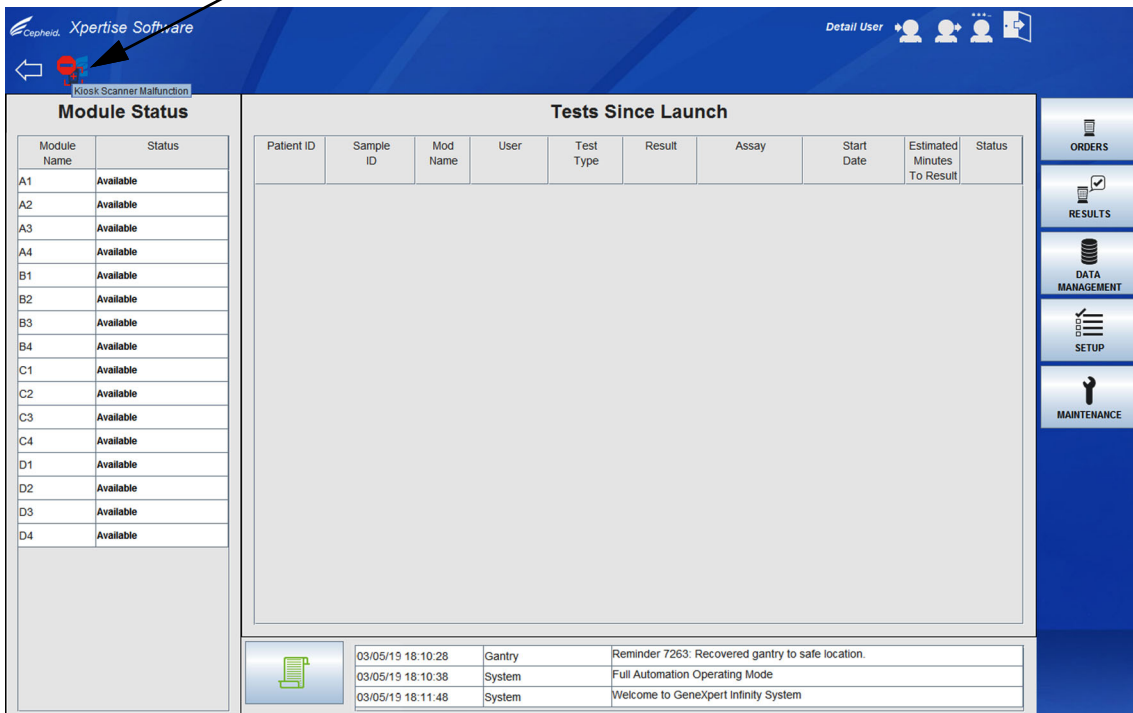 Cepheid. Xpertise Software
Detail User
Kiosk Scanner Malfunction
Module Status
Module Name Status
A1 Available
A2 Available
A3 Available
A4 Available
B1 Available
B2 Available
B3 Available
B4 Available
C1 Available
C2 Available
C3 Available
C4 Available
D1 Available
D2 Available
D3 Available
D4 Available
Tests Since Launch
Patient ID Sample ID Mod Name User Test Type Result Assay Start Date Estimated Minutes To Result Status
03/05/19 18:10:28 Gantry Reminder 7263: Recovered gantry to safe location.
03/05/19 18:10:38 System Full Automation Operating Mode
03/05/19 18:11:48 System Welcome to GeneXpert Infinity System
ORDERS
RESULTS
DATA
MANAGEMENT
SETUP
MAINTENANCE